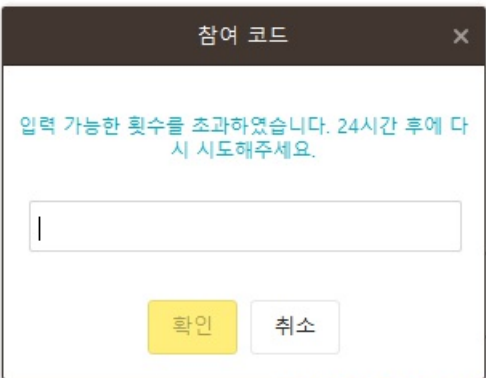 참여 코드
입력 가능한 횟수를 초과하였습니다. 24시간 후에 다
시 시도해주세요.
확인 취소